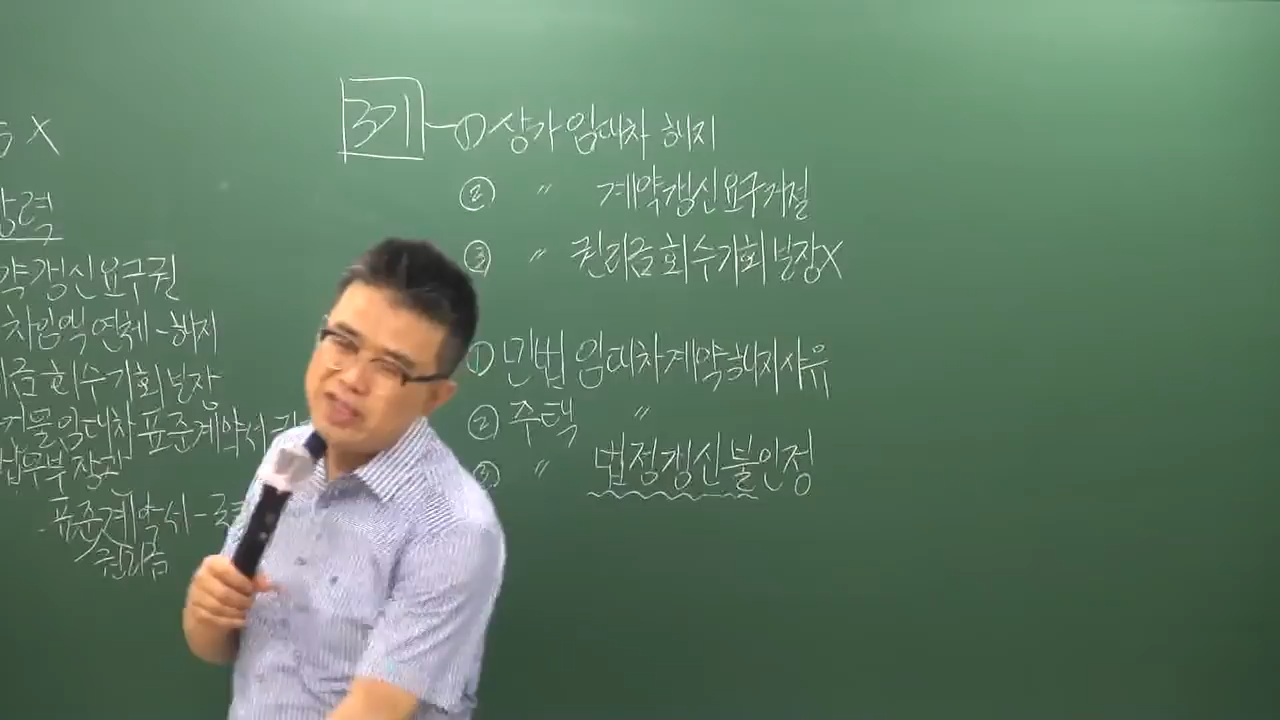 X
약갱신요구권
차임액 연체 - 해지
금 회수기회 보장
물임대차 표준계약서
법무부장관
- 표준계약서 -
권리금
3기 ① 상가임대차 해지
② 〃 계약갱신요구거절
③ 〃 권리금 회수기회 보장X
① 민법 임대차계약해지사유
② 주택 〃
③ 〃 법정갱신불인정